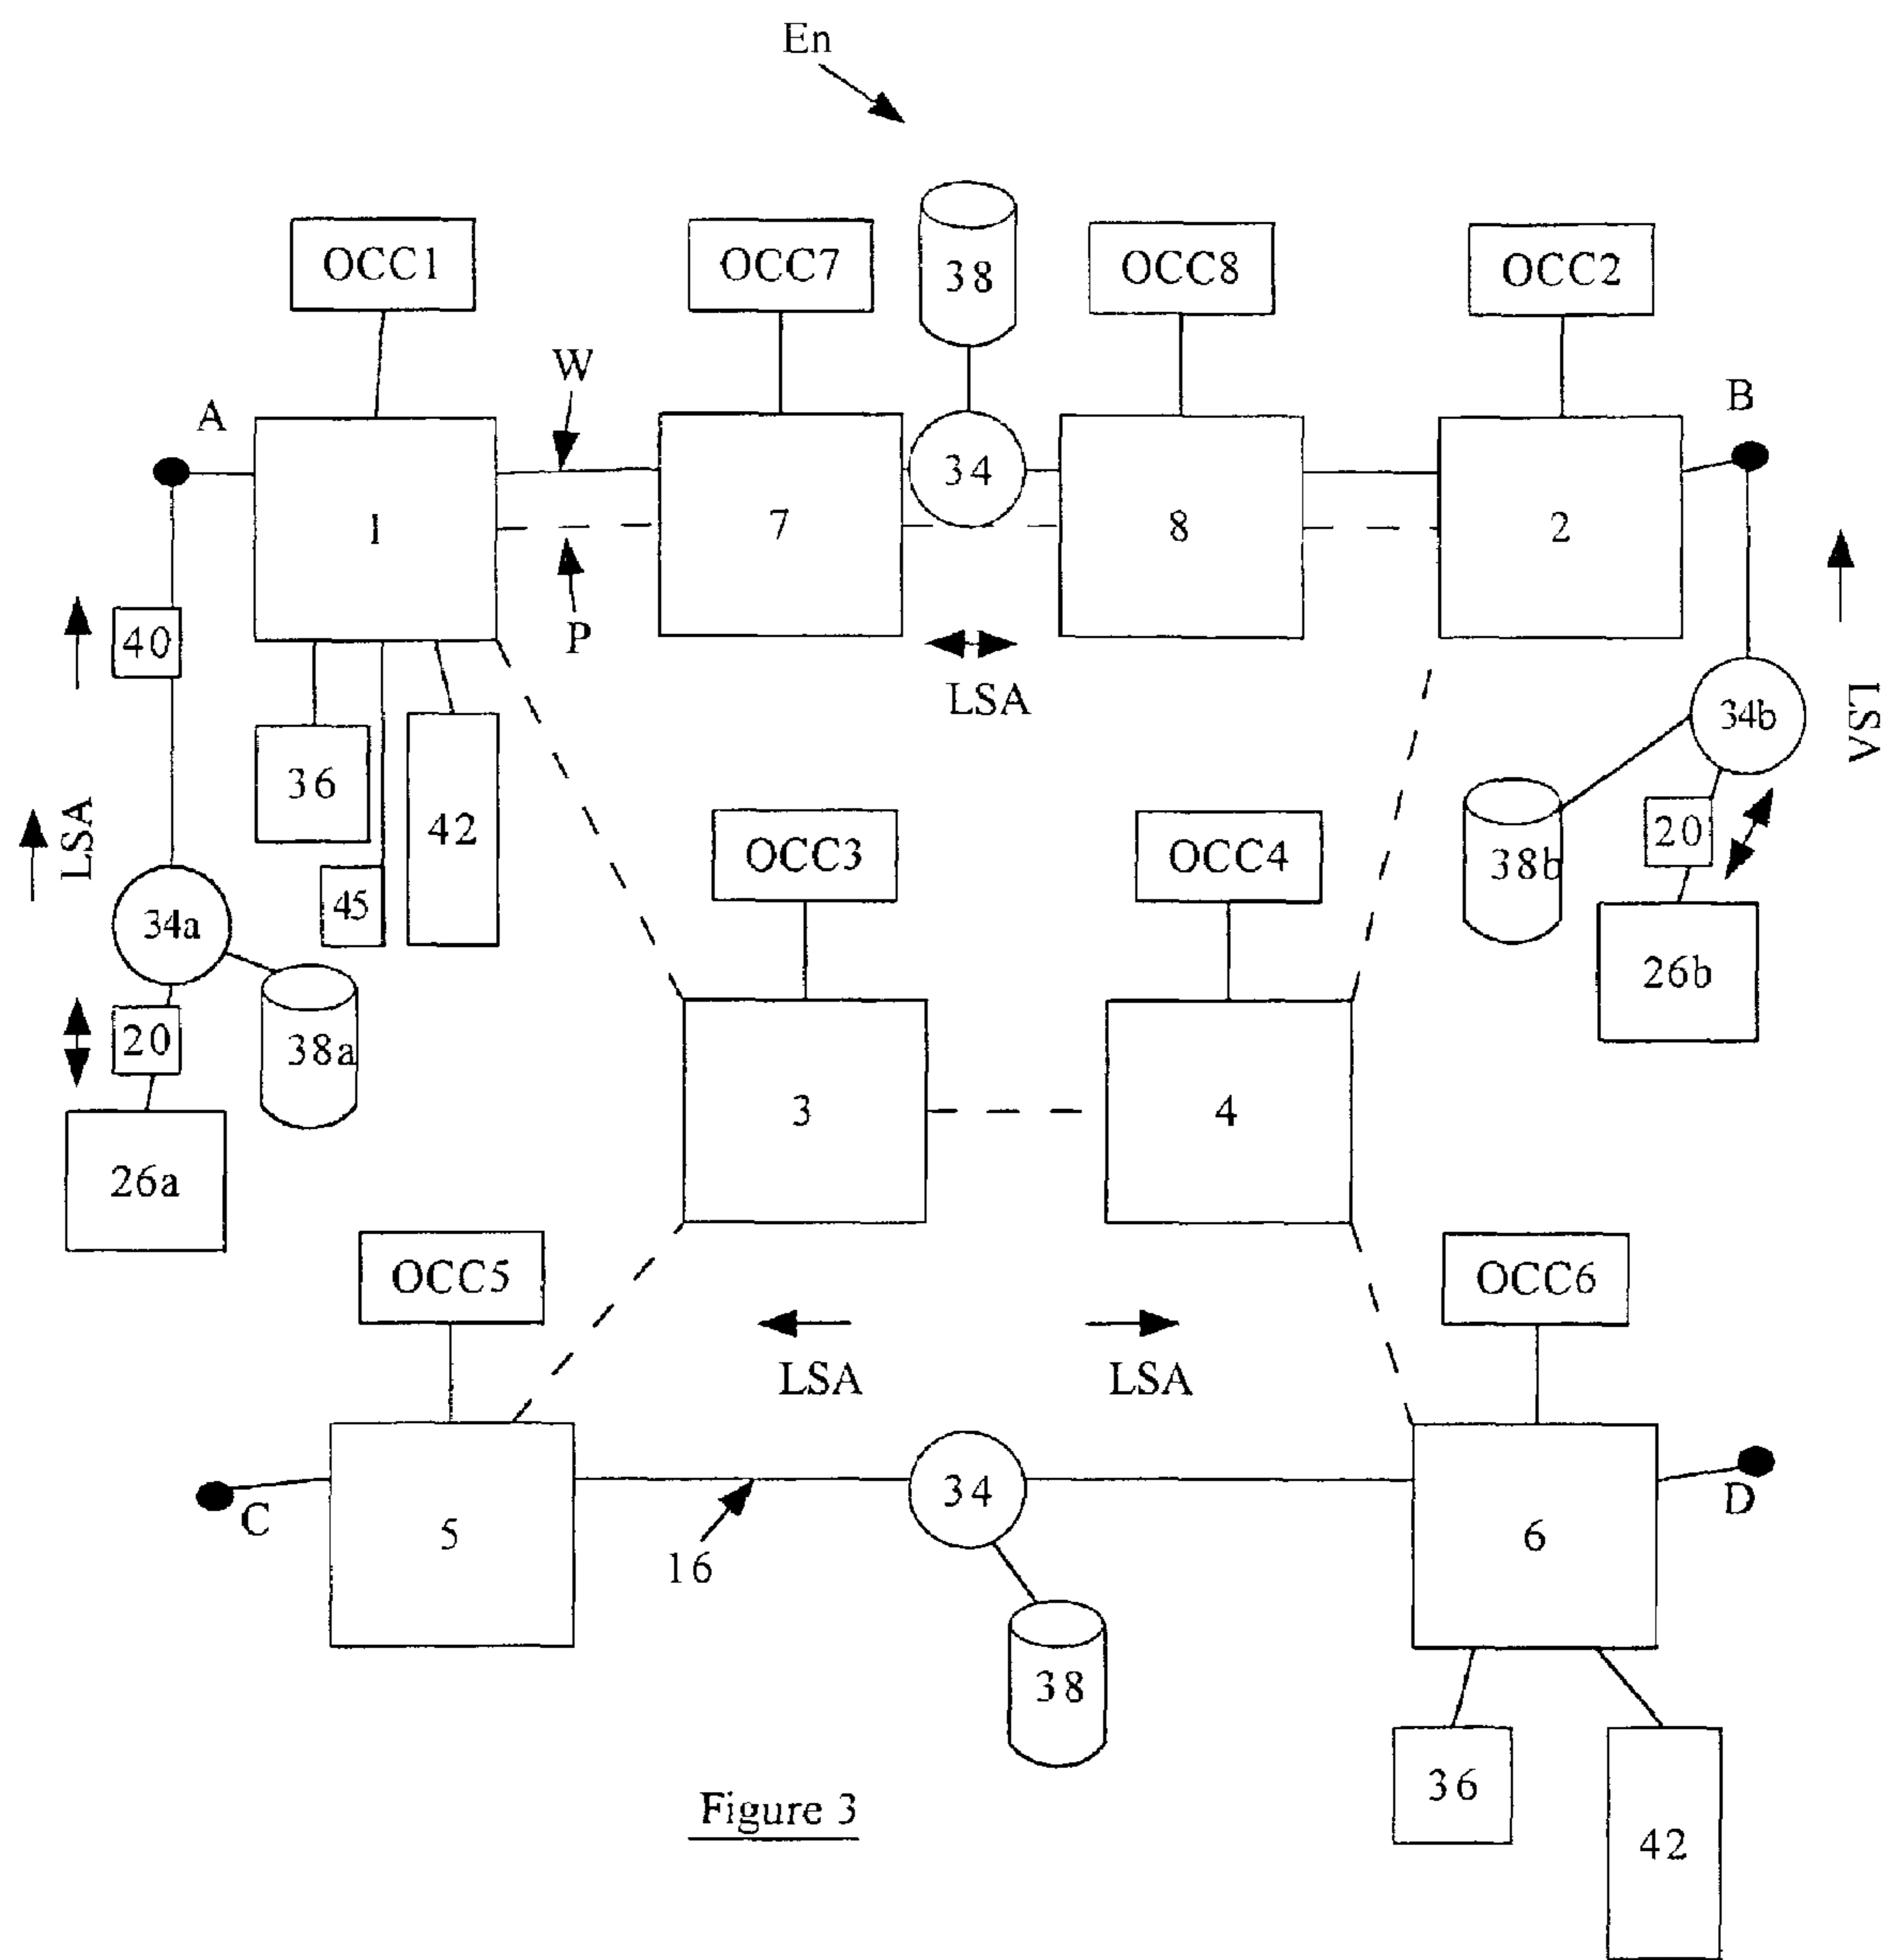 En
OCC1
OCC7
38
OCC8
OCC2
W
A
B
1
7
34
8
2
P
40
LSA
34b
LSA
36
42
LSA
OCC3
OCC4
20
38b
45
34a
26b
20
38a
3
4
26a
OCC5
OCC6
LSA
LSA
C
5
16
34
6
D
38
36
42
Figure 3